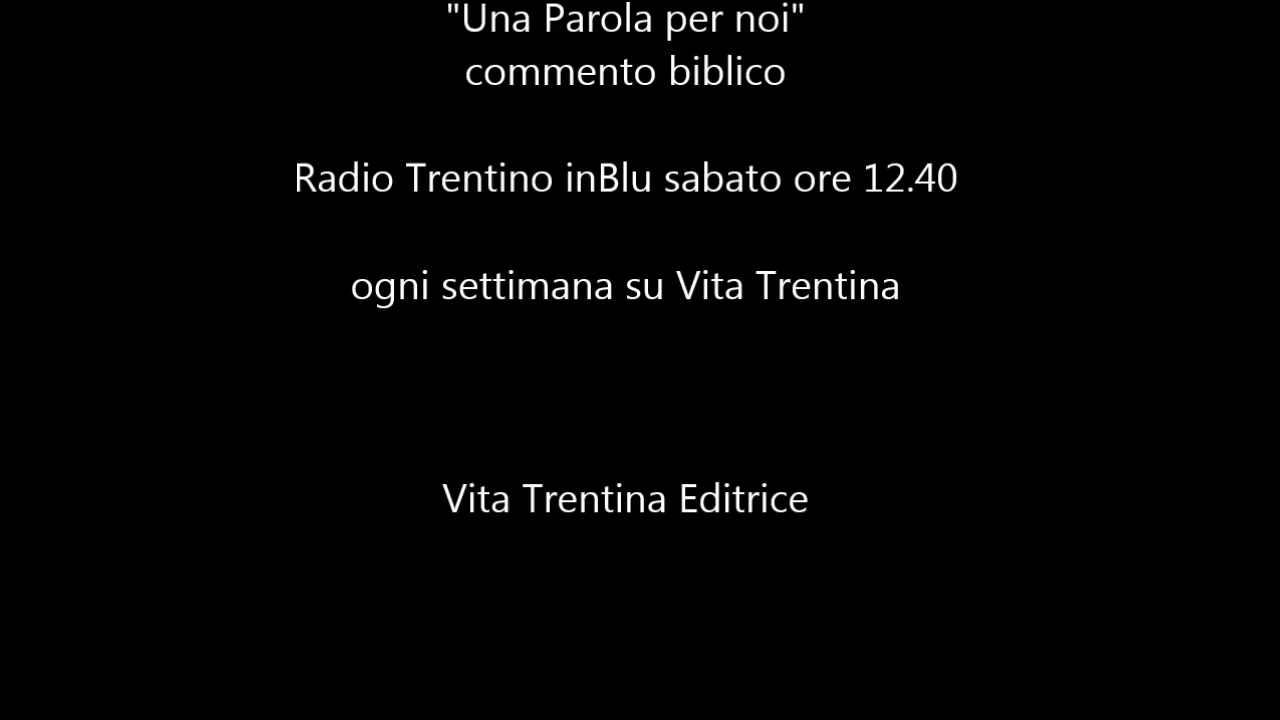 "Una Parola per noi"
commento biblico
Radio Trentino inBlu sabato ore 12.40
ogni settimana su Vita Trentina
Vita Trentina Editrice